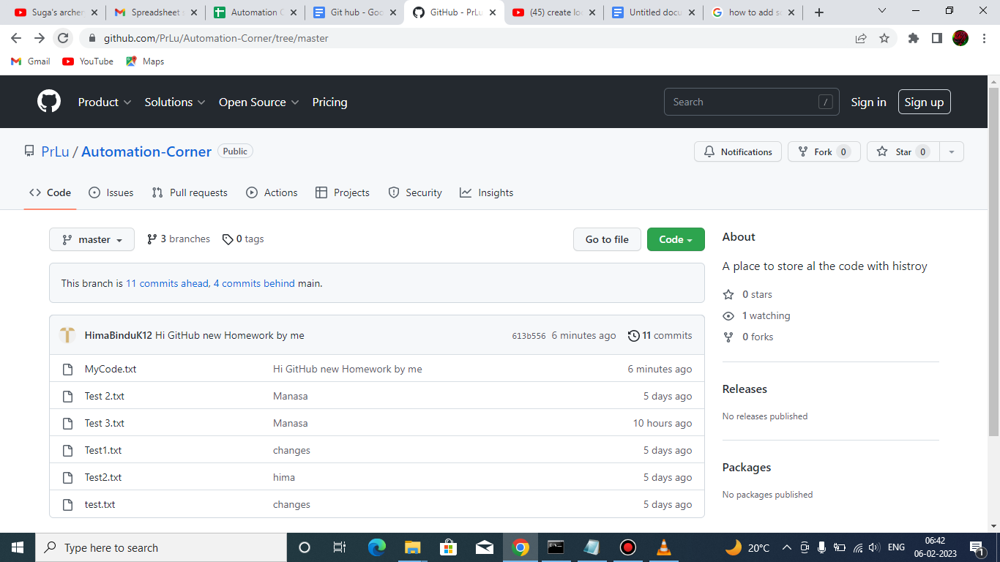 Suga's archer
Spreadsheet s
Automation C
Git hub - Goo
GitHub - PrLu
(45) create lo
Untitled docu
how to add s
github.com/PrLu/Automation-Corner/tree/master
Gmail YouTube Maps
Product Solutions Open Source Pricing Search / Sign in Sign up
PrLu / Automation-Corner Public Notifications Fork 0 Star 0
Code Issues Pull requests Actions Projects Security Insights
master 3 branches 0 tags Go to file Code
This branch is 11 commits ahead, 4 commits behind main.
HimaBinduK12 Hi GitHub new Homework by me 613b556 6 minutes ago 11 commits
MyCode.txt Hi GitHub new Homework by me 6 minutes ago
Test 2.txt Manasa 5 days ago
Test 3.txt Manasa 10 hours ago
Test1.txt changes 5 days ago
Test2.txt hima 5 days ago
test.txt changes 5 days ago
About
A place to store al the code with histroy
0 stars
1 watching
0 forks
Releases
No releases published
Packages
No packages published
Type here to search
20°C
ENG
06:42
06-02-2023
1